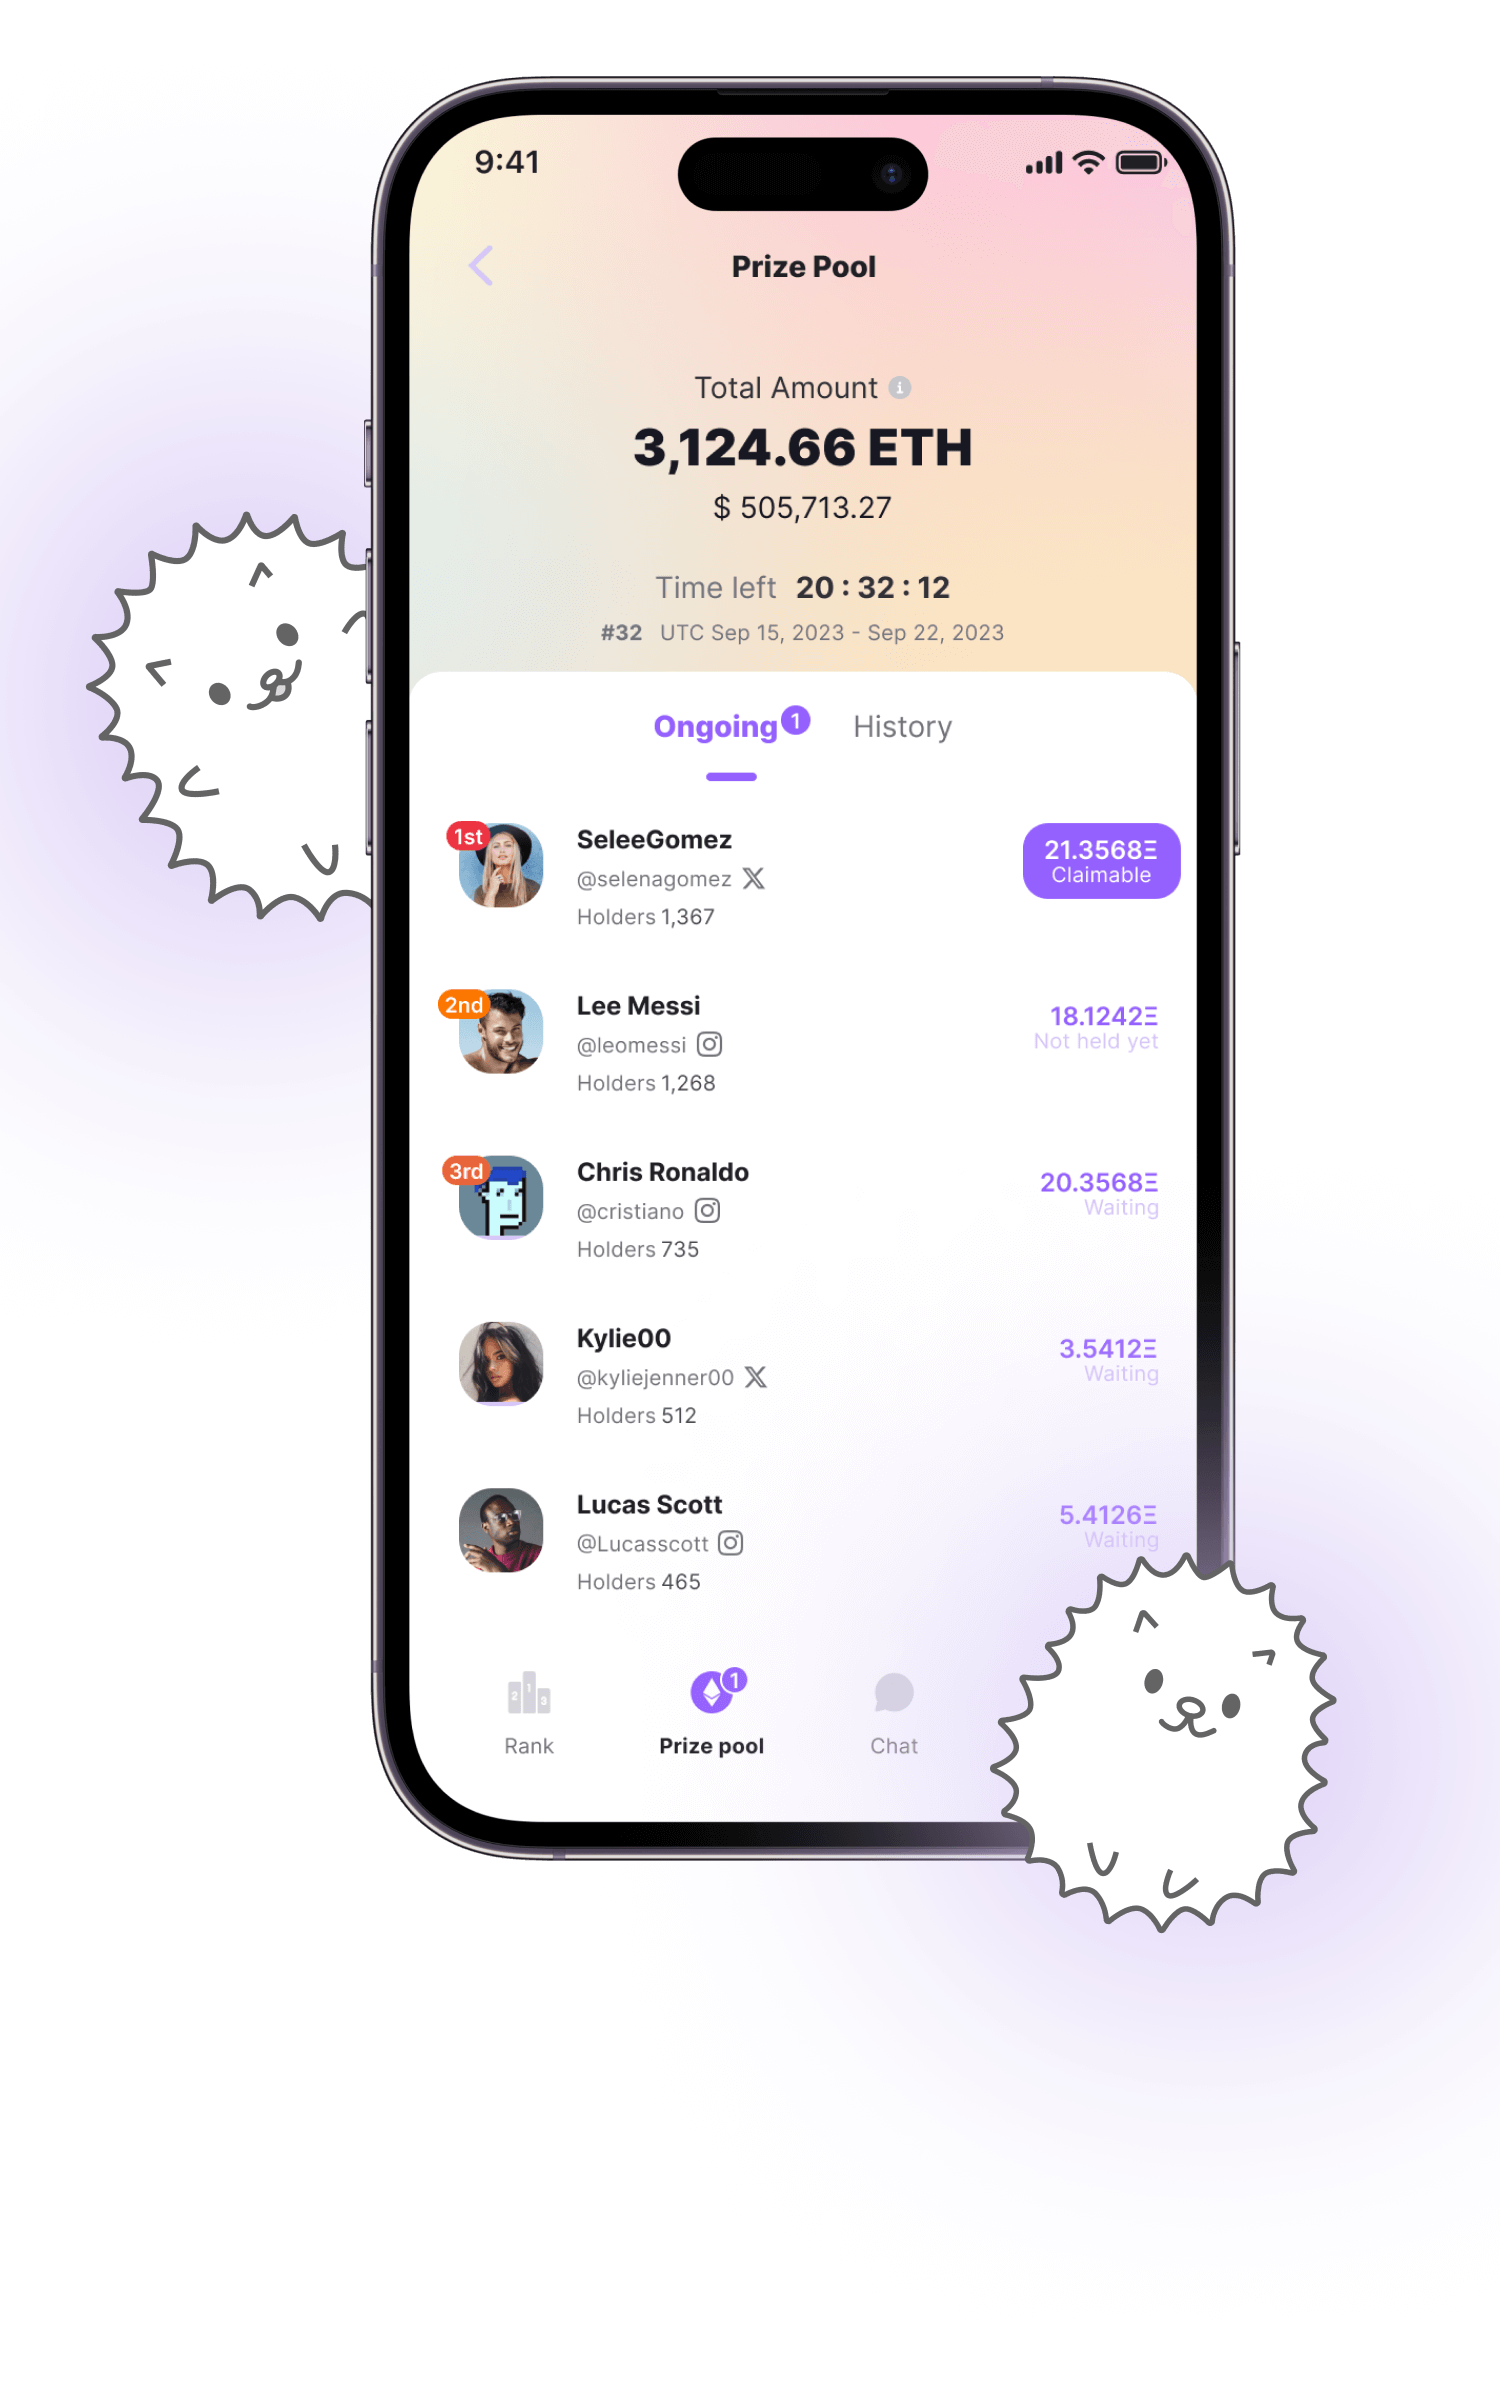 9:41
Prize Pool
Total Amount
3,124.66 ETH
$ 505,713.27
Time left 20 : 32 : 12
#32 UTC Sep 15, 2023 - Sep 22, 2023
Ongoing 1 History
1st SeleeGomez
@selenagomez
Holders 1,367
21.3568Ξ
Claimable
2nd Lee Messi
@leomessi
Holders 1,268
18.1242Ξ
Not held yet
3rd Chris Ronaldo
@cristiano
Holders 735
20.3568Ξ
Waiting
Kylie00
@kyliejenner00
Holders 512
3.5412Ξ
Waiting
Lucas Scott
@Lucasscott
Holders 465
5.4126Ξ
Waiting
2 1 3 1
Rank Prize pool Chat